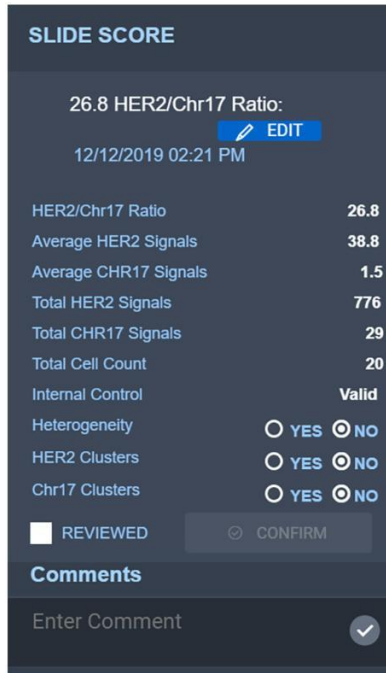 SLIDE SCORE
26.8 HER2/Chr17 Ratio:
EDIT
12/12/2019 02:21 PM
HER2/Chr17 Ratio 26.8
Average HER2 Signals 38.8
Average CHR17 Signals 1.5
Total HER2 Signals 776
Total CHR17 Signals 29
Total Cell Count 20
Internal Control Valid
Heterogeneity YES NO
HER2 Clusters YES NO
Chr17 Clusters YES NO
REVIEWED CONFIRM
Comments
Enter Comment